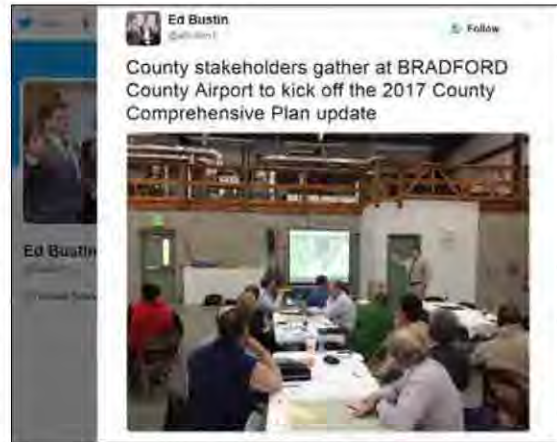 Ed Bustin
Follow
County stakeholders gather at BRADFORD
County Airport to kick off the 2017 County
Comprehensive Plan update
Ed Bustin